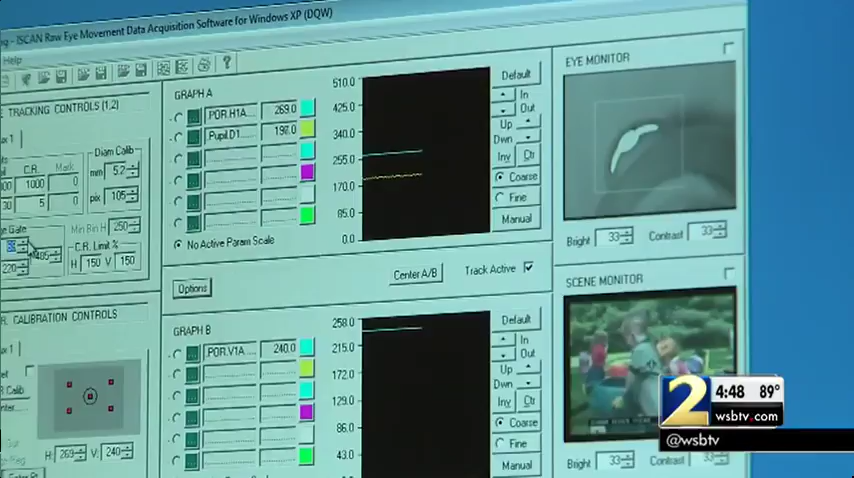 - ISCAN Raw Eye Movement Data Acquisition Software for Windows XP (DQW)
Help
TRACKING CONTROLS (1,2)
Diam Calib
C.R.
Mark
mm 5.2
1000 0
pix 105
30 5 0
Gate
Min Bin H 250
485
C.R. Limit %
220
H 150 V 150
CALIBRATION CONTROLS
Calib
H: 269 V: 240
GRAPH A
.POR.H1A... 269.0
.Pupil.D1... 198.0
No Active Param Scale
510.0
425.0
340.0
255.0
170.0
85.0
0.0
Default
In
Out
Up
Dwn
Inv Ctr
Coarse
Fine
Manual
Options
Center A/B
Track Active
GRAPH B
.POR.V1A... 240.0
258.0
215.0
172.0
129.0
86.0
43.0
Default
In
Out
Up
Dwn
Inv Ctr
Coarse
Fine
Manual
EYE MONITOR
Bright 33 Contrast 33
SCENE MONITOR
Bright 33 Contrast 33
2 4:48 89°
wsbtv.com
@wsbtv